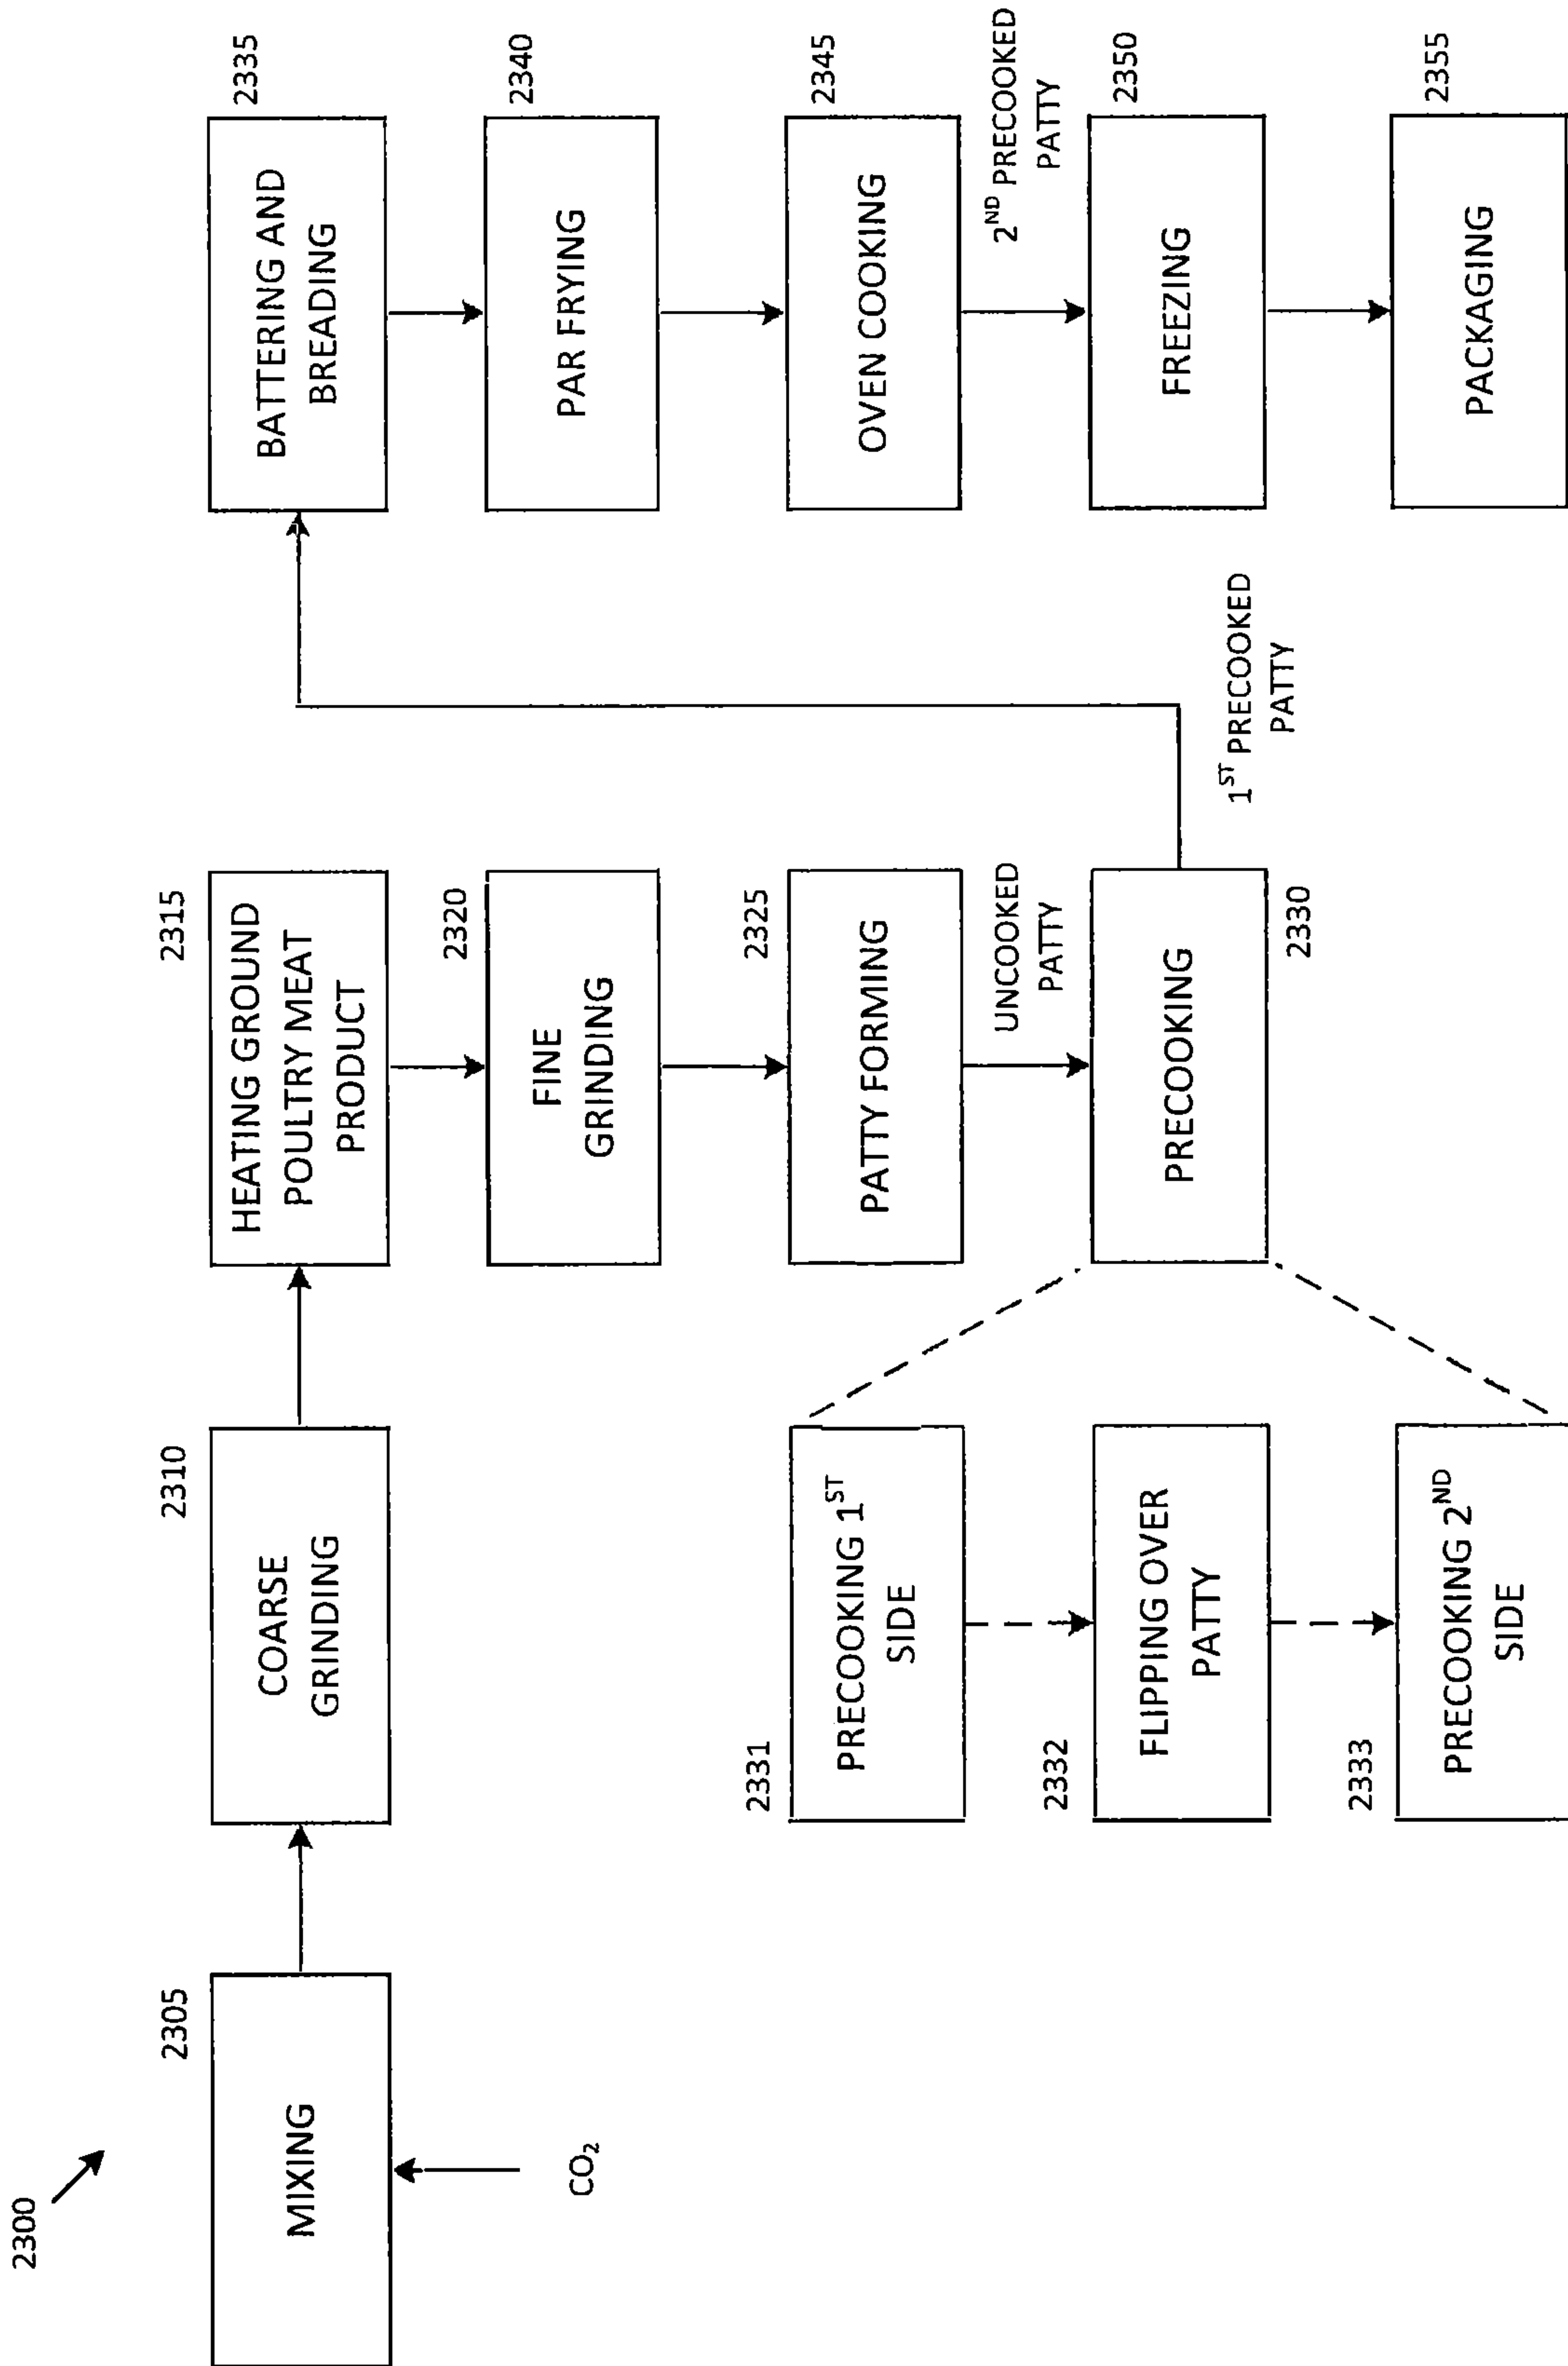 2300
2305
MIXING
CO₂
2310
COARSE
GRINDING
2315
HEATING GROUND
POULTRY MEAT
PRODUCT
2320
FINE
GRINDING
2325
PATTY FORMING
UNCOOKED
PATTY
PRECOOKING
2330
2331
PRECOOKING 1ST
SIDE
2332
FLIPPING OVER
PATTY
2333
PRECOOKING 2ND
SIDE
1ST PRECOOKED
PATTY
2335
BATTERING AND
BREADING
2340
PAR FRYING
2345
OVEN COOKING
2ND PRECOOKED
PATTY
2350
FREEZING
2355
PACKAGING